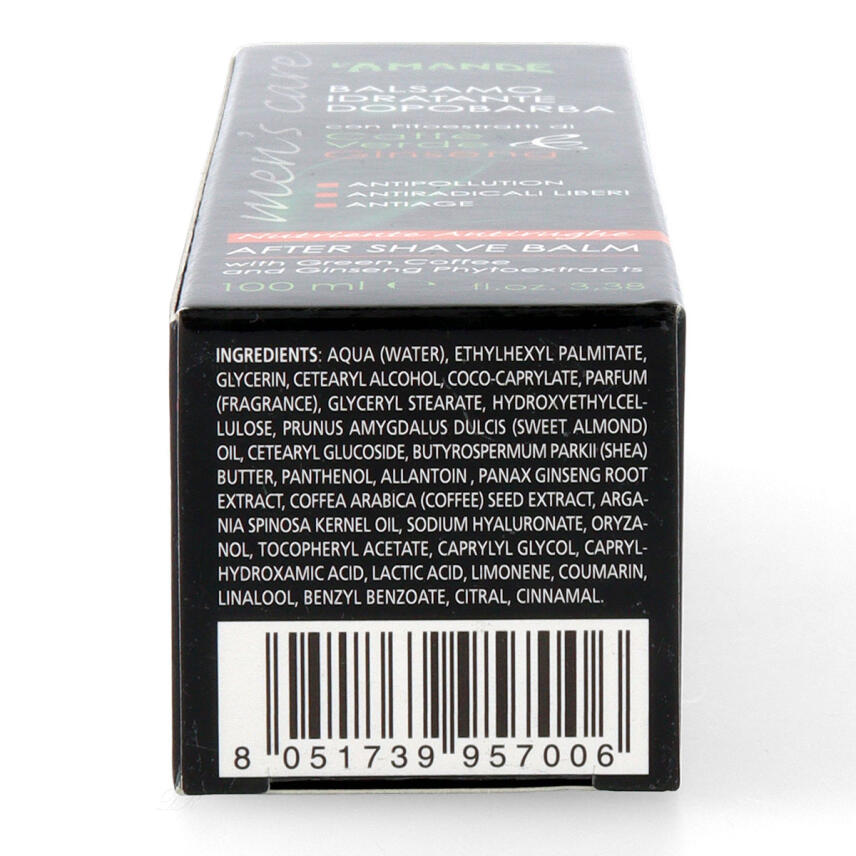 L'AMANDE
men's care
BALSAMO
IDRATANTE
DOPOBARBA
con Fitoestratti di
Caffè
Verde &
Ginseng
ANTIPOLLUTION
ANTIRADICALI LIBERI
ANTIAGE
Nutriente Antirughe
AFTER SHAVE BALM
with Green Coffee
and Ginseng Phytoextracts
100 ml ℮ fl.oz. 3,38
INGREDIENTS: AQUA (WATER), ETHYLHEXYL PALMITATE,
GLYCERIN, CETEARYL ALCOHOL, COCO-CAPRYLATE, PARFUM
(FRAGRANCE), GLYCERYL STEARATE, HYDROXYETHYLCEL-
LULOSE, PRUNUS AMYGDALUS DULCIS (SWEET ALMOND)
OIL, CETEARYL GLUCOSIDE, BUTYROSPERMUM PARKII (SHEA)
BUTTER, PANTHENOL, ALLANTOIN , PANAX GINSENG ROOT
EXTRACT, COFFEA ARABICA (COFFEE) SEED EXTRACT, ARGA-
NIA SPINOSA KERNEL OIL, SODIUM HYALURONATE, ORYZA-
NOL, TOCOPHERYL ACETATE, CAPRYLYL GLYCOL, CAPRYL-
HYDROXAMIC ACID, LACTIC ACID, LIMONENE, COUMARIN,
LINALOOL, BENZYL BENZOATE, CITRAL, CINNAMAL.
8 051739 957006